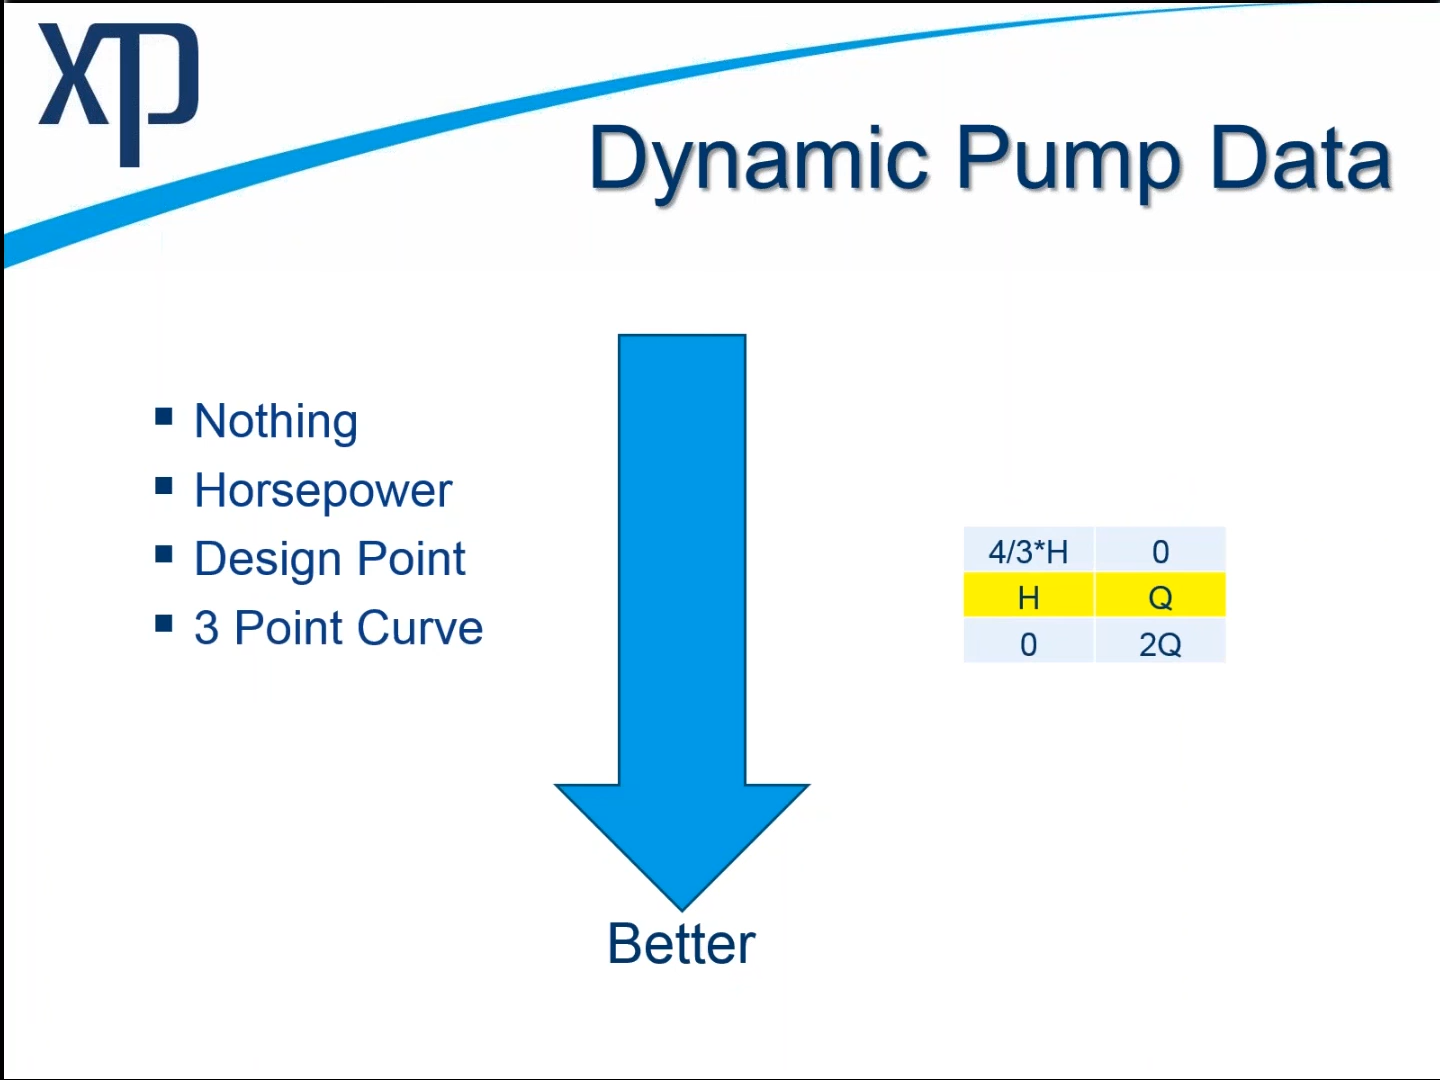 xp
Dynamic Pump Data
Nothing
Horsepower
Design Point
3 Point Curve
4/3*H 0
H Q
0 2Q
Better